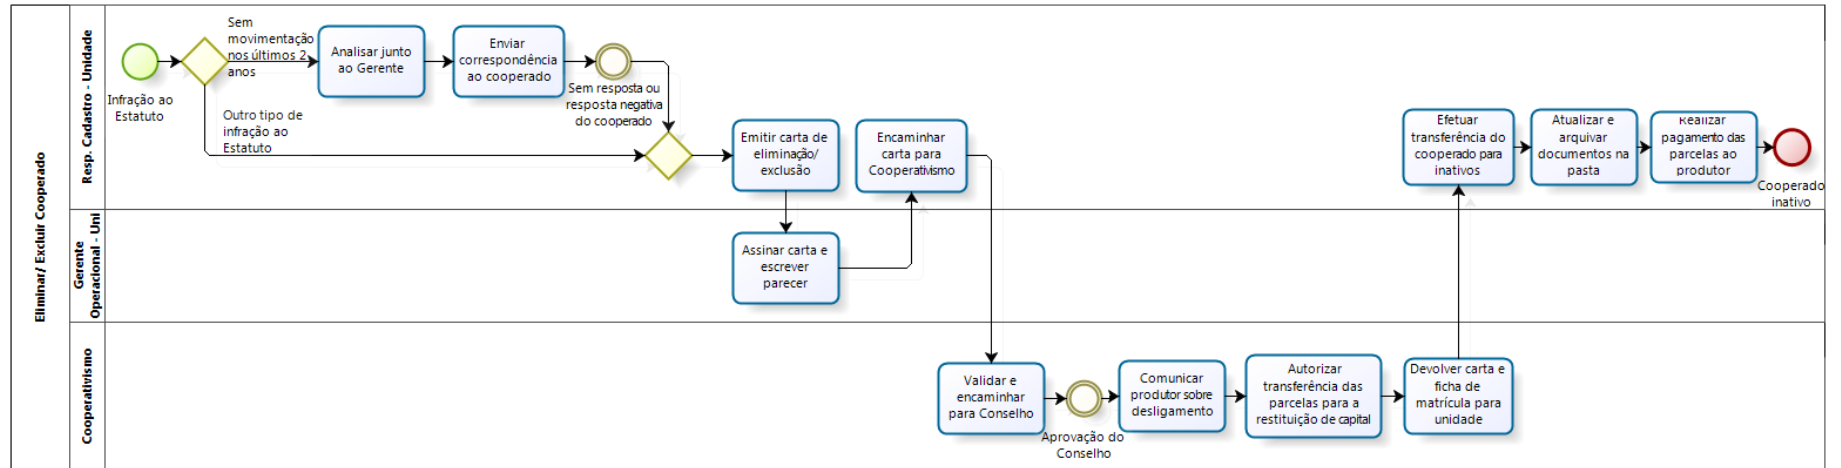 Eliminar/ Excluir Cooperado
Resp. Cadastro - Unidade
Infração ao
Estatuto
Sem
movimentação
nos últimos 2
anos
Outro tipo de
infração ao
Estatuto
Analisar junto
ao Gerente
Enviar
correspondência
ao cooperado
Sem resposta ou
resposta negativa
do cooperado
Emitir carta de
eliminação/
exclusão
Encaminhar
carta para
Cooperativismo
Efetuar
transferência do
cooperado para
inativos
Atualizar e
arquivar
documentos na
pasta
Realizar
pagamento das
parcelas ao
produtor
Cooperado
inativo
Gerente
Operacional - Uni
Assinar carta e
escrever
parecer
Cooperativismo
Validar e
encaminhar
para Conselho
Aprovação do
Conselho
Comunicar
produtor sobre
desligamento
Autorizar
transferência das
parcelas para a
restituição de capital
Devolver carta e
ficha de
matrícula para
unidade